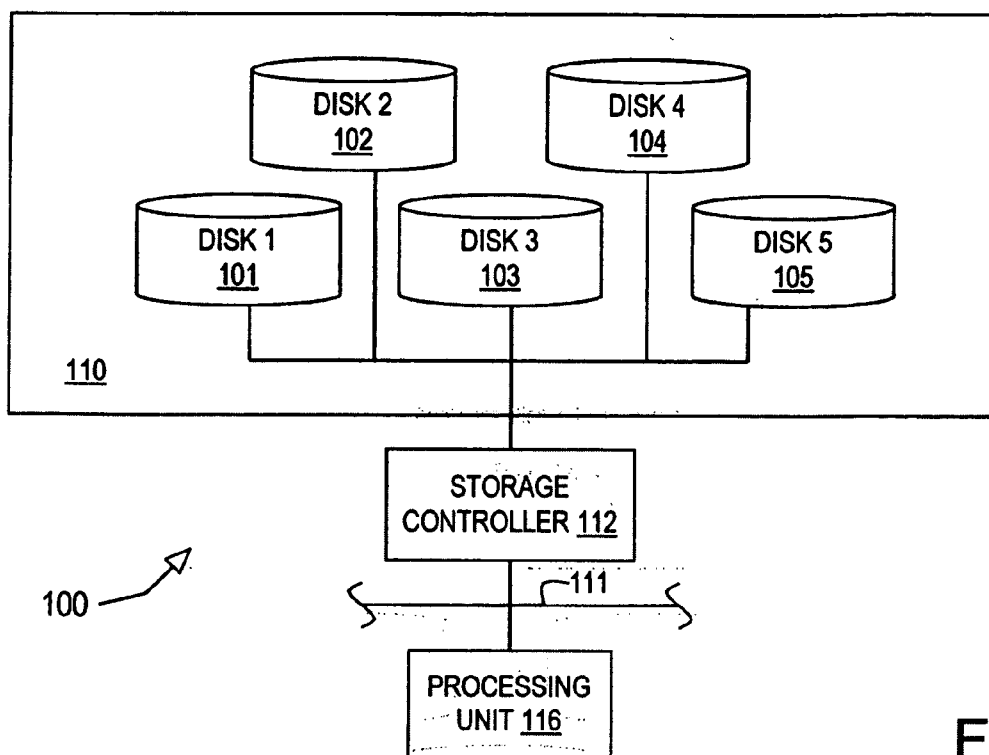 DISK 2
102
DISK 4
104
DISK 1
101
DISK 3
103
DISK 5
105
110
STORAGE
CONTROLLER 112
111
100
PROCESSING
UNIT 116
F